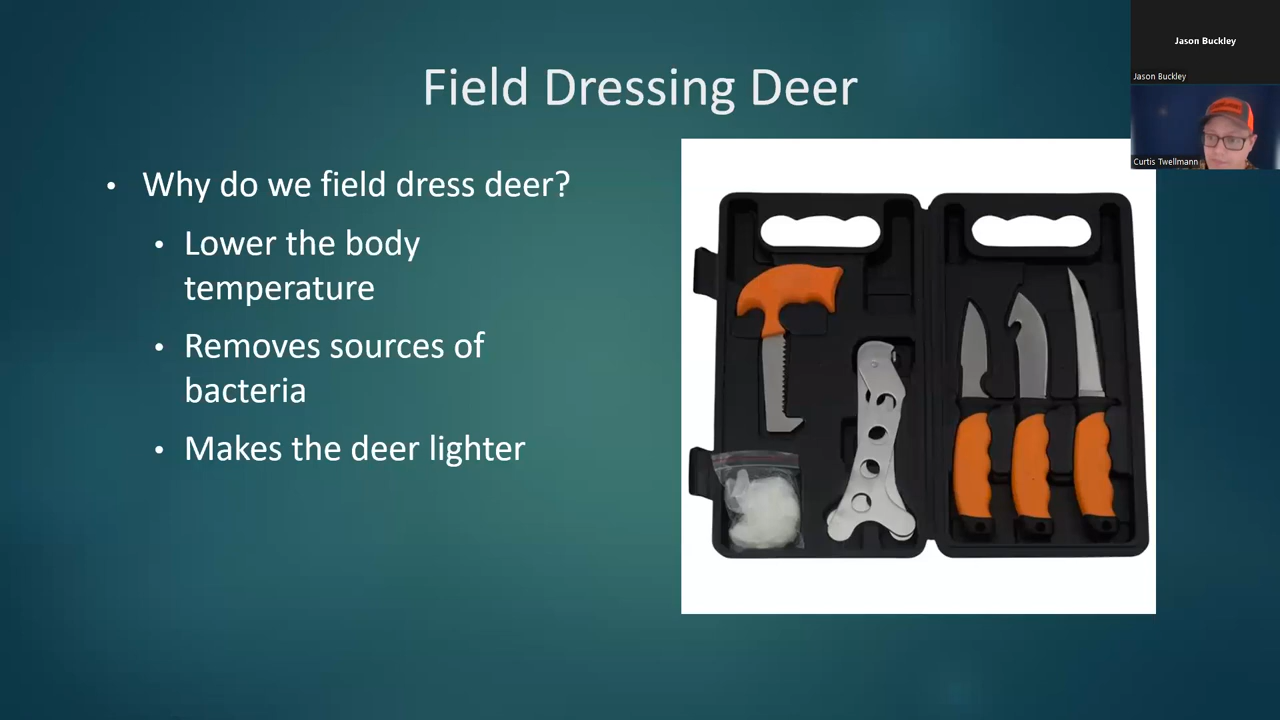 Field Dressing Deer
• Why do we field dress deer?
• Lower the body
temperature
• Removes sources of
bacteria
• Makes the deer lighter
Jason Buckley
Jason Buckley
Curtis Twellmann